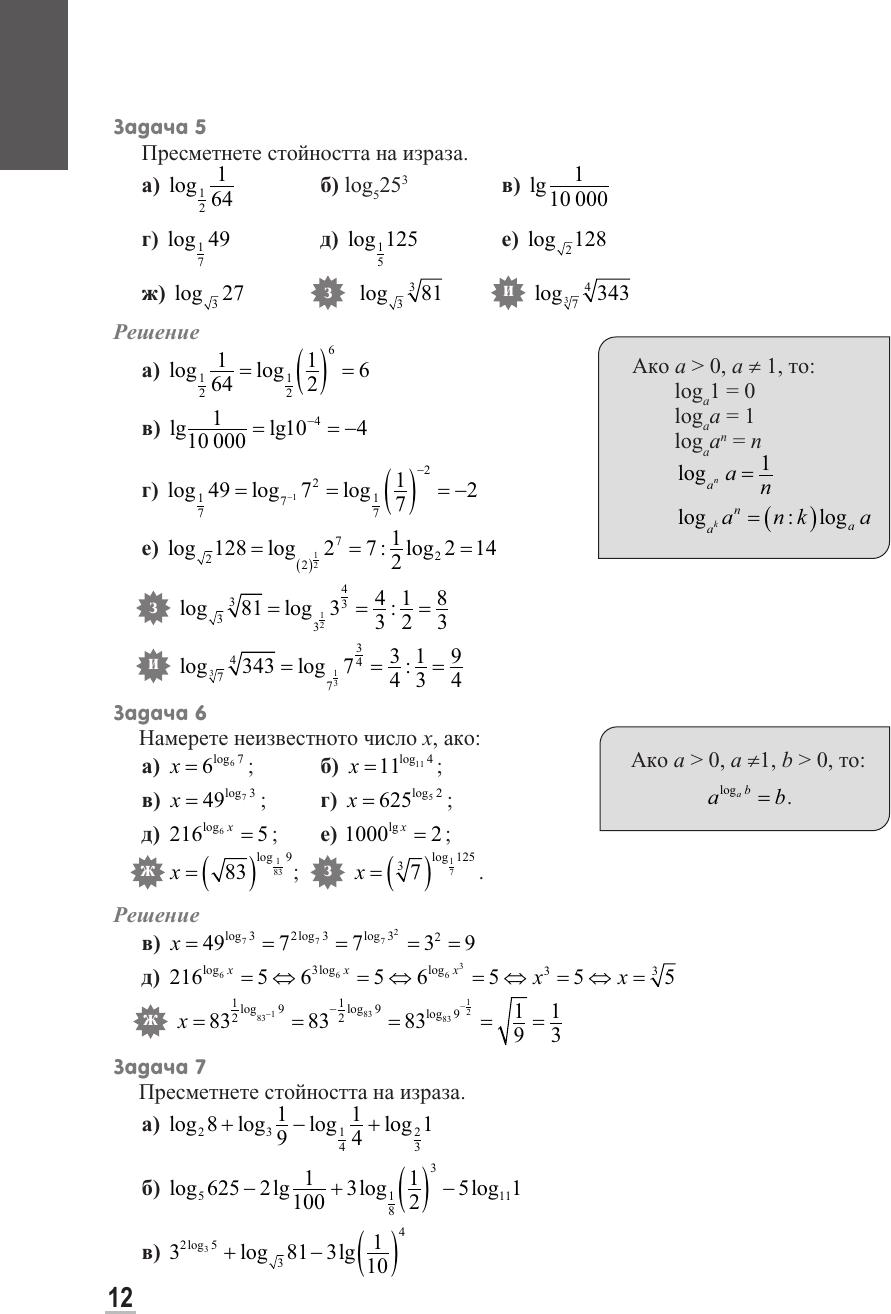 Задача 5
Пресметнете стойността на израза.
а) log_{1/2} 1/64 б) log_5 25^3 в) lg 1/10 000
г) log_{1/7} 49 д) log_{1/5} 125 е) log_{√2} 128
ж) log_{√3} 27 З log_{√3} ∛81 И log_{∛7} ∜343
Решение
а) log_{1/2} 1/64 = log_{1/2} (1/2)^6 = 6
в) lg 1/10 000 = lg10^{−4} = −4
г) log_{1/7} 49 = log_{7^{−1}} 7^2 = log_{1/7} (1/7)^{−2} = −2
е) log_{√2} 128 = log_{(2)^{1/2}} 2^7 = 7 : 1/2 log_2 2 = 14
З log_{√3} ∛81 = log_{3^{1/2}} 3^{4/3} = 4/3 : 1/2 = 8/3
И log_{∛7} ∜343 = log_{7^{1/3}} 7^{3/4} = 3/4 : 1/3 = 9/4
Ако a > 0, a ≠ 1, то:
log_a 1 = 0
log_a a = 1
log_a a^n = n
log_{a^n} a = 1/n
log_{a^k} a^n = (n : k) log_a a
Задача 6
Намерете неизвестното число x, ако:
а) x = 6^{log_6 7} ; б) x = 11^{log_11 4} ;
в) x = 49^{log_7 3} ; г) x = 625^{log_5 2} ;
д) 216^{log_6 x} = 5 ; е) 1000^{lg x} = 2 ;
Ж x = (√83)^{log_{1/83} 9} ; З x = (∛7)^{log_{1/7} 125} .
Ако a > 0, a ≠1, b > 0, то:
a^{log_a b} = b.
Решение
в) x = 49^{log_7 3} = 7^{2log_7 3} = 7^{log_7 3^2} = 3^2 = 9
д) 216^{log_6 x} = 5 ⇔ 6^{3log_6 x} = 5 ⇔ 6^{log_6 x^3} = 5 ⇔ x^3 = 5 ⇔ x = ∛5
Ж x = 83^{1/2 log_{83^{−1}} 9} = 83^{−1/2 log_83 9} = 83^{log_83 9^{−1/2}} = √(1/9) = 1/3
Задача 7
Пресметнете стойността на израза.
а) log_2 8 + log_3 1/9 − log_{1/4} 1/4 + log_{2/3} 1
б) log_5 625 − 2lg 1/100 + 3log_{1/8} (1/2)^3 − 5log_11 1
в) 3^{2log_3 5} + log_{√3} 81 − 3lg (1/10)^4
12